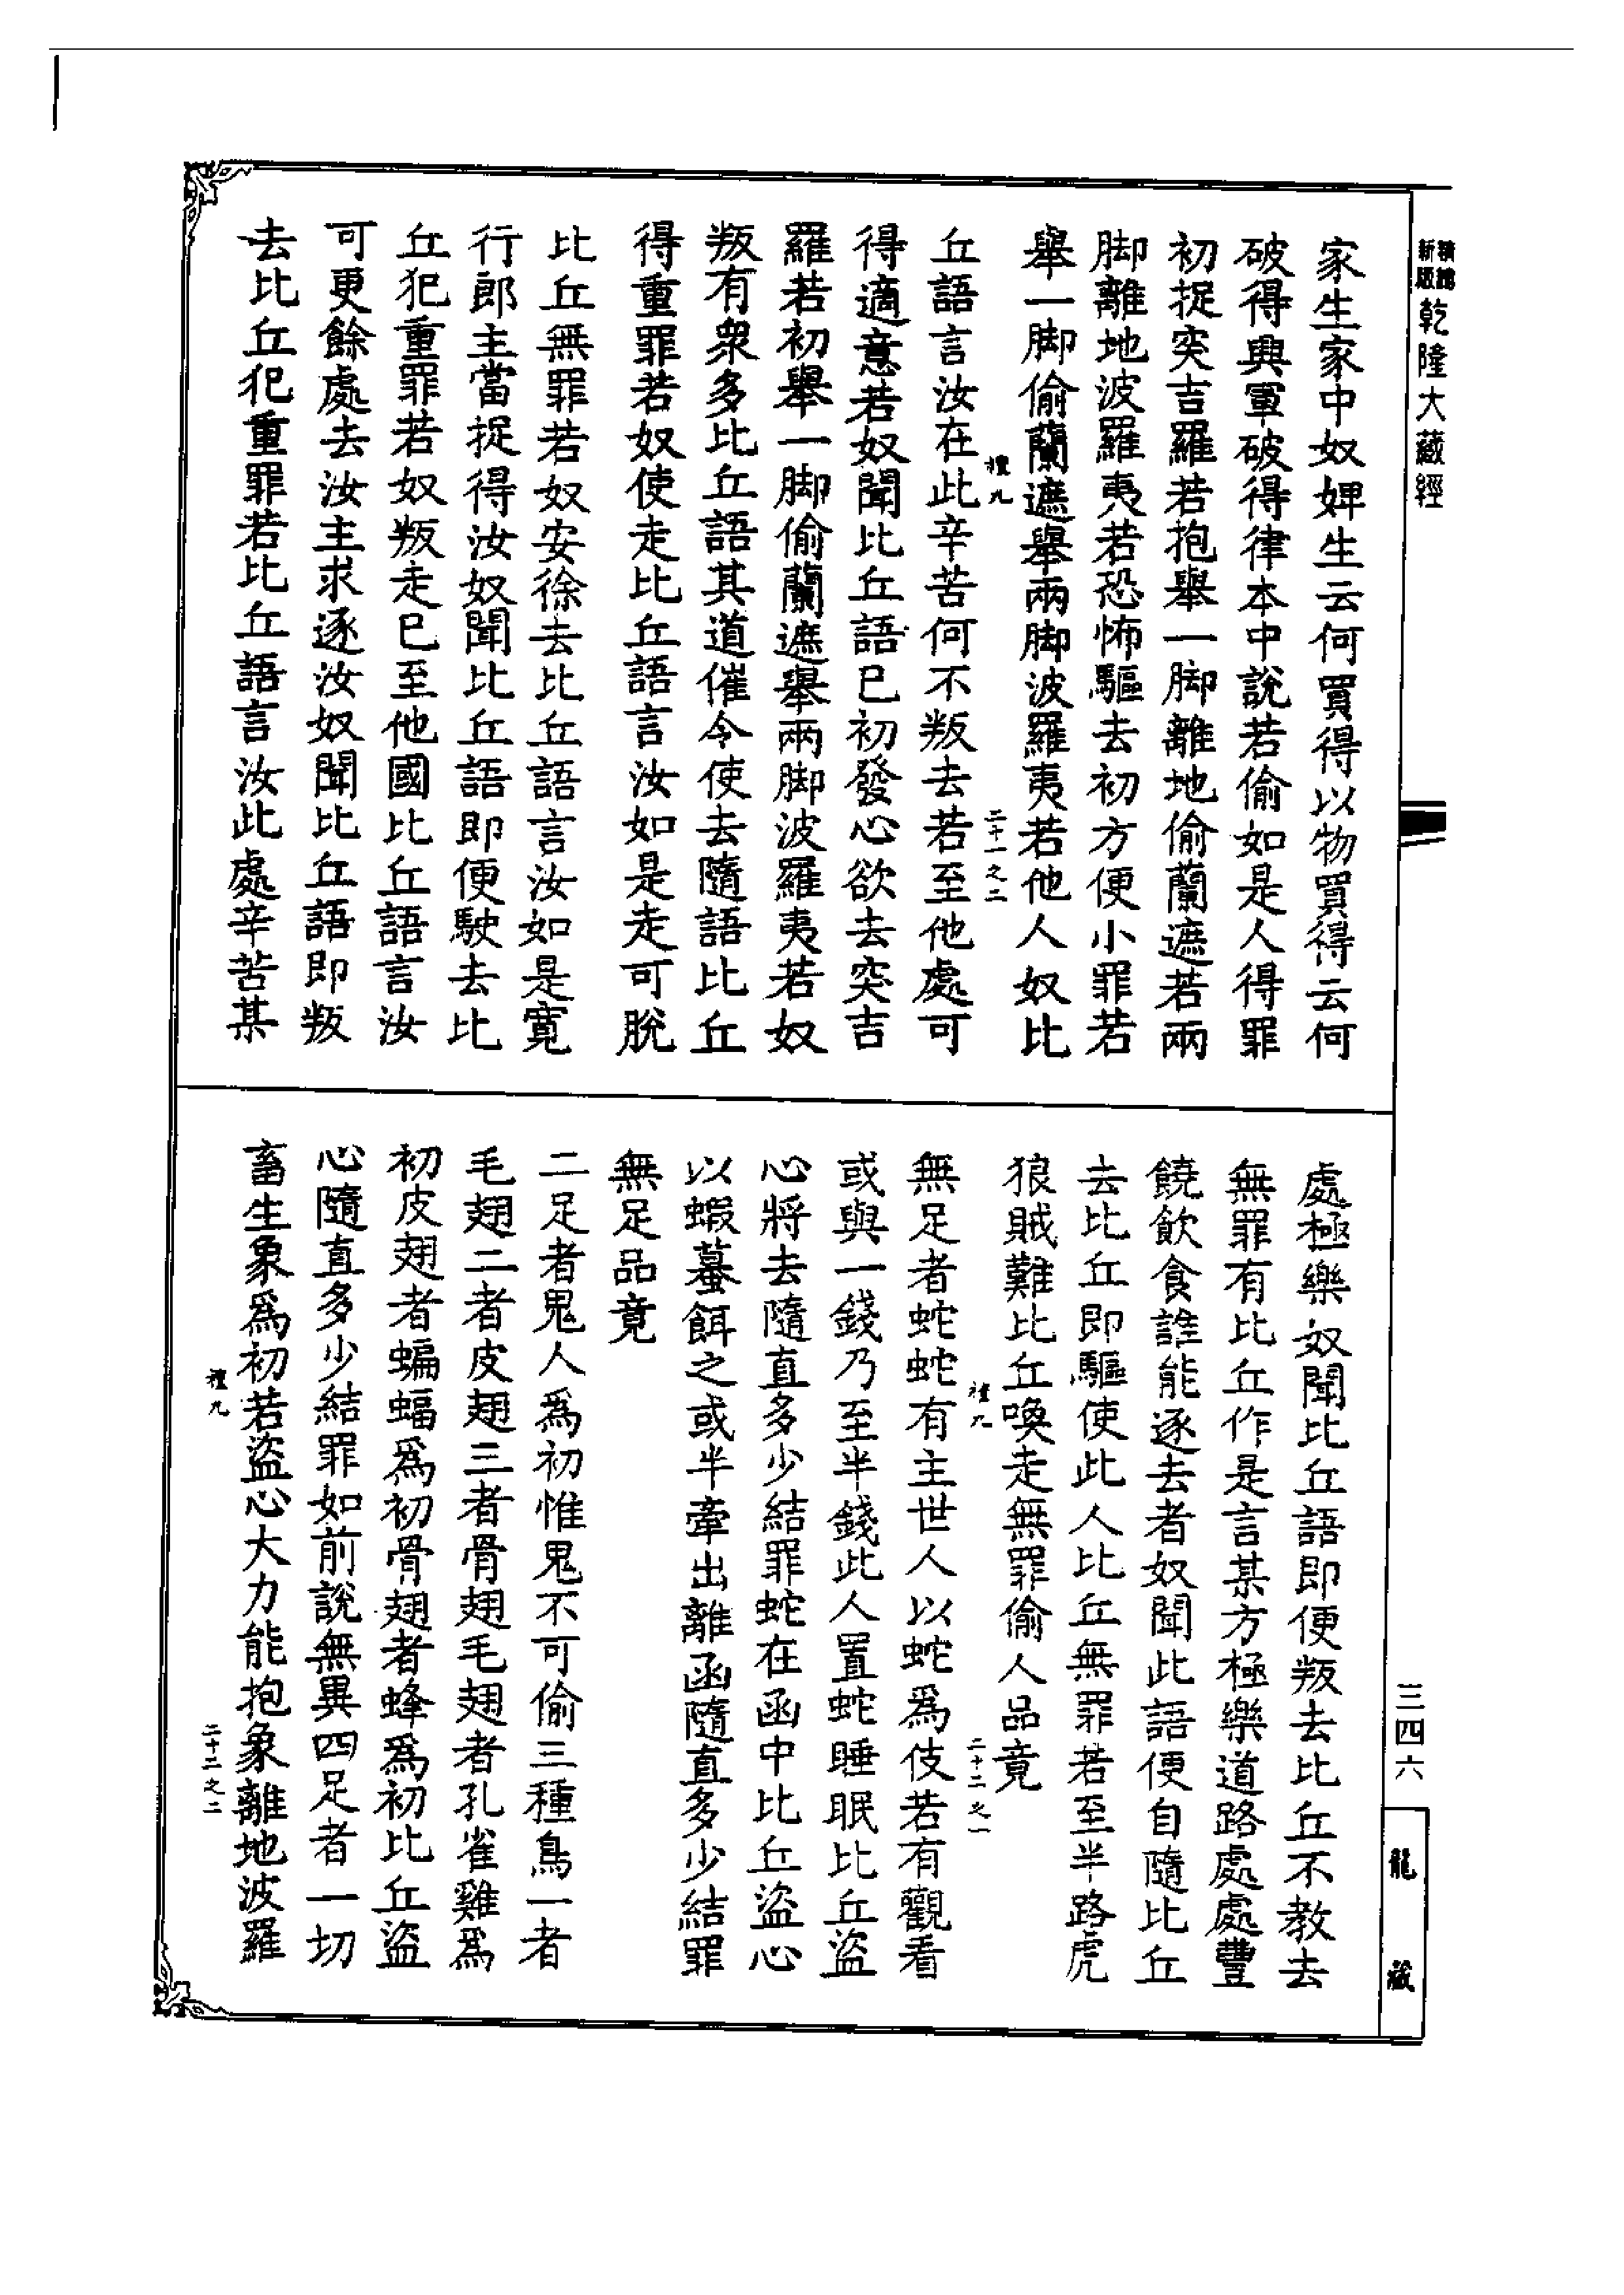 新版乾隆大藏經
家生家中奴婢生云何買得以物買得云何
破得興軍破得律本中說若偷如是人得罪
初捉突吉羅若抱舉一脚離地偷蘭遮若兩
脚離地波羅夷若恐怖驅去初方便小罪若
舉一脚偷蘭遮舉兩脚波羅夷若他人奴比
禮九
二十一之二
丘語言汝在此辛苦何不叛去若至他處可
得適意若奴聞比丘語已初發心欲去突吉
羅若初舉一脚偷蘭遮舉兩脚波羅夷若奴
叛有衆多比丘語其道催令使去隨語比丘
得重罪若奴使走比丘語言汝如是走可脫
比丘無罪若奴安徐去比丘語言汝如是寬
行郎主當捉得汝奴聞比丘語即便駛去比
丘犯重罪若奴叛走已至他國比丘語言汝
可更餘處去汝主求逐汝奴聞比丘語即叛
去比丘犯重罪若比丘語言汝此處辛苦某
處極樂奴聞比丘語即便叛去比丘不教去
無罪有比丘作是言某方極樂道路處處豐
饒飲食誰能逐去者奴聞此語便自隨比丘
去比丘即驅使此人比丘無罪若至半路虎
狼賊難比丘喚走無罪偷人品竟
禮九
二十二之一
無足者蛇蛇有主世人以蛇爲伎若有觀看
或與一錢乃至半錢此人置蛇睡眠比丘盜
心將去隨直多少結罪蛇在函中比丘盜心
以蝦蟇餌之或半牽出離函隨直多少結罪
無足品竟
二足者鬼人爲初惟鬼不可偷三種鳥一者
毛翅二者皮翅三者骨翅毛翅者孔雀雞爲
初皮翅者蝙蝠爲初骨翅者蜂爲初比丘盜
心隨直多少結罪如前說無異四足者一切
畜生象爲初若盜心大力能抱象離地波羅
禮九
二十二之二
三四六
龍藏